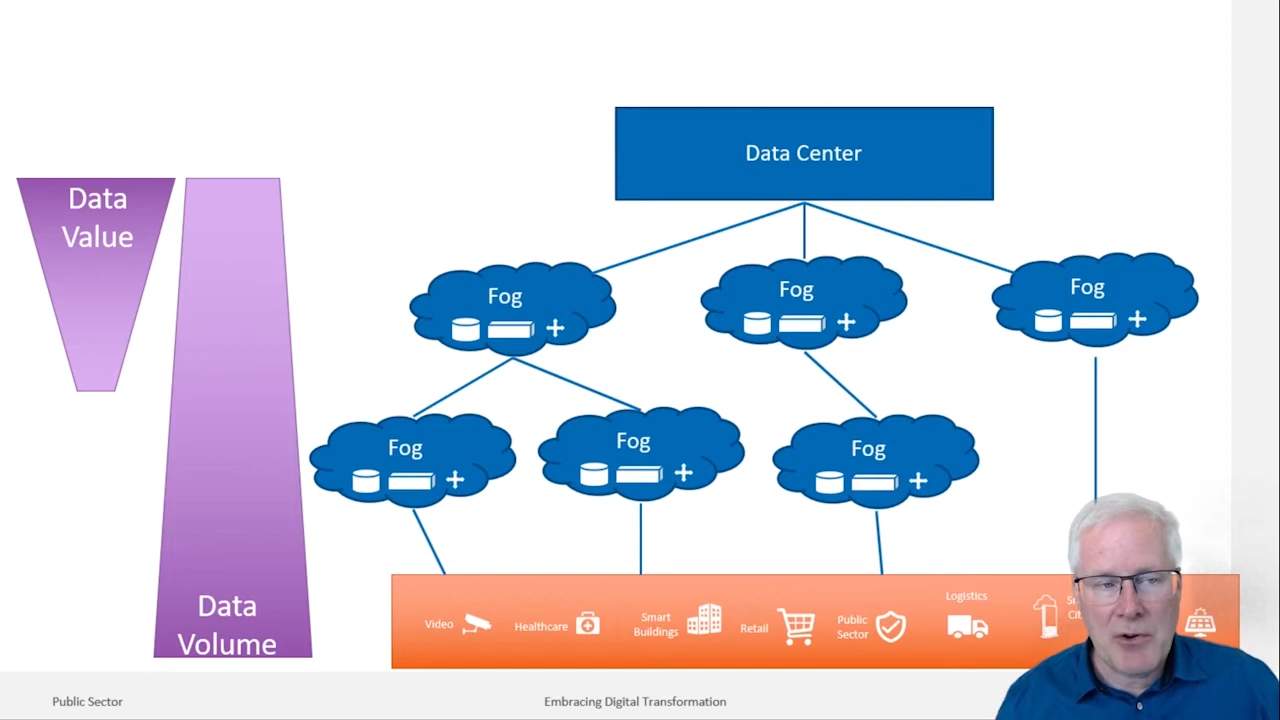 Data Center
Data
Value
Fog
Fog
Fog
Fog
Fog
Fog
Data
Volume
Video
Healthcare
Smart
Buildings
Retail
Public
Sector
Logistics
Public Sector
Embracing Digital Transformation